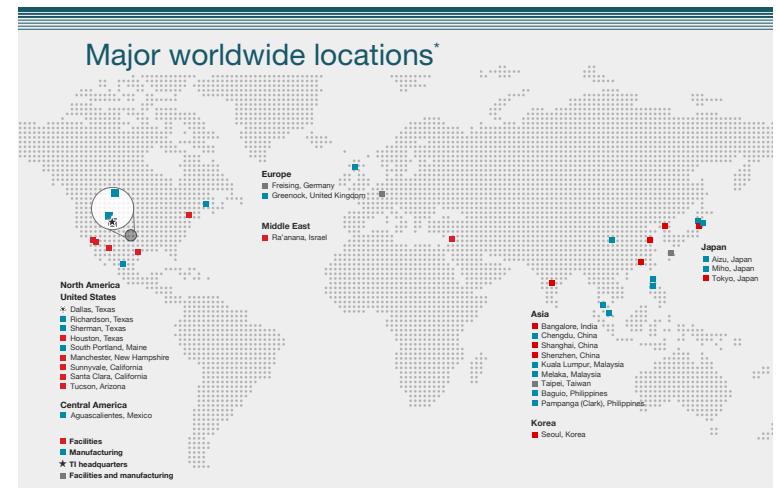 Major worldwide locations*
Europe
Freising, Germany
Greenock, United Kingdom
Middle East
Ra'anana, Israel
Japan
Aizu, Japan
Miho, Japan
Tokyo, Japan
North America
United States
Dallas, Texas
Richardson, Texas
Sherman, Texas
Houston, Texas
South Portland, Maine
Manchester, New Hampshire
Sunnyvale, California
Santa Clara, California
Tucson, Arizona
Central America
Aguascalientes, Mexico
Asia
Bangalore, India
Chengdu, China
Shanghai, China
Shenzhen, China
Kuala Lumpur, Malaysia
Melaka, Malaysia
Taipei, Taiwan
Baguio, Philippines
Pampanga (Clark), Philippines
Korea
Seoul, Korea
Facilities
Manufacturing
TI headquarters
Facilities and manufacturing